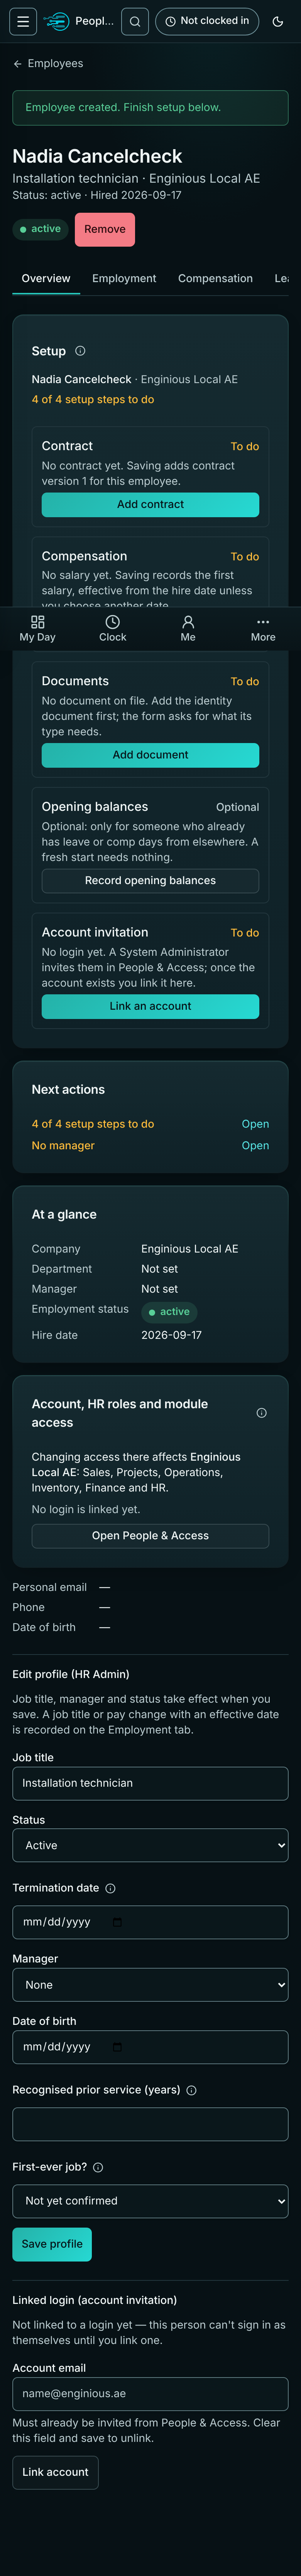 Peopl...
Not clocked in
← Employees
Employee created. Finish setup below.
Nadia Cancelcheck
Installation technician · Enginious Local AE
Status: active · Hired 2026-09-17
active
Remove
Overview
Employment
Compensation
Lea
Setup
Nadia Cancelcheck · Enginious Local AE
4 of 4 setup steps to do
Contract
To do
No contract yet. Saving adds contract
version 1 for this employee.
Add contract
Compensation
To do
No salary yet. Saving records the first
salary, effective from the hire date unless
you choose another date.
My Day
Clock
Me
More
Documents
To do
No document on file. Add the identity
document first; the form asks for what its
type needs.
Add document
Opening balances
Optional
Optional: only for someone who already
has leave or comp days from elsewhere. A
fresh start needs nothing.
Record opening balances
Account invitation
To do
No login yet. A System Administrator
invites them in People & Access; once the
account exists you link it here.
Link an account
Next actions
4 of 4 setup steps to do
Open
No manager
Open
At a glance
Company
Enginious Local AE
Department
Not set
Manager
Not set
Employment status
active
Hire date
2026-09-17
Account, HR roles and module
access
Changing access there affects Enginious
Local AE: Sales, Projects, Operations,
Inventory, Finance and HR.
No login is linked yet.
Open People & Access
Personal email —
Phone —
Date of birth —
Edit profile (HR Admin)
Job title, manager and status take effect when you
save. A job title or pay change with an effective date
is recorded on the Employment tab.
Job title
Installation technician
Status
Active
Termination date
mm/dd/yyyy
Manager
None
Date of birth
mm/dd/yyyy
Recognised prior service (years)
First-ever job?
Not yet confirmed
Save profile
Linked login (account invitation)
Not linked to a login yet — this person can't sign in as
themselves until you link one.
Account email
name@enginious.ae
Must already be invited from People & Access. Clear
this field and save to unlink.
Link account